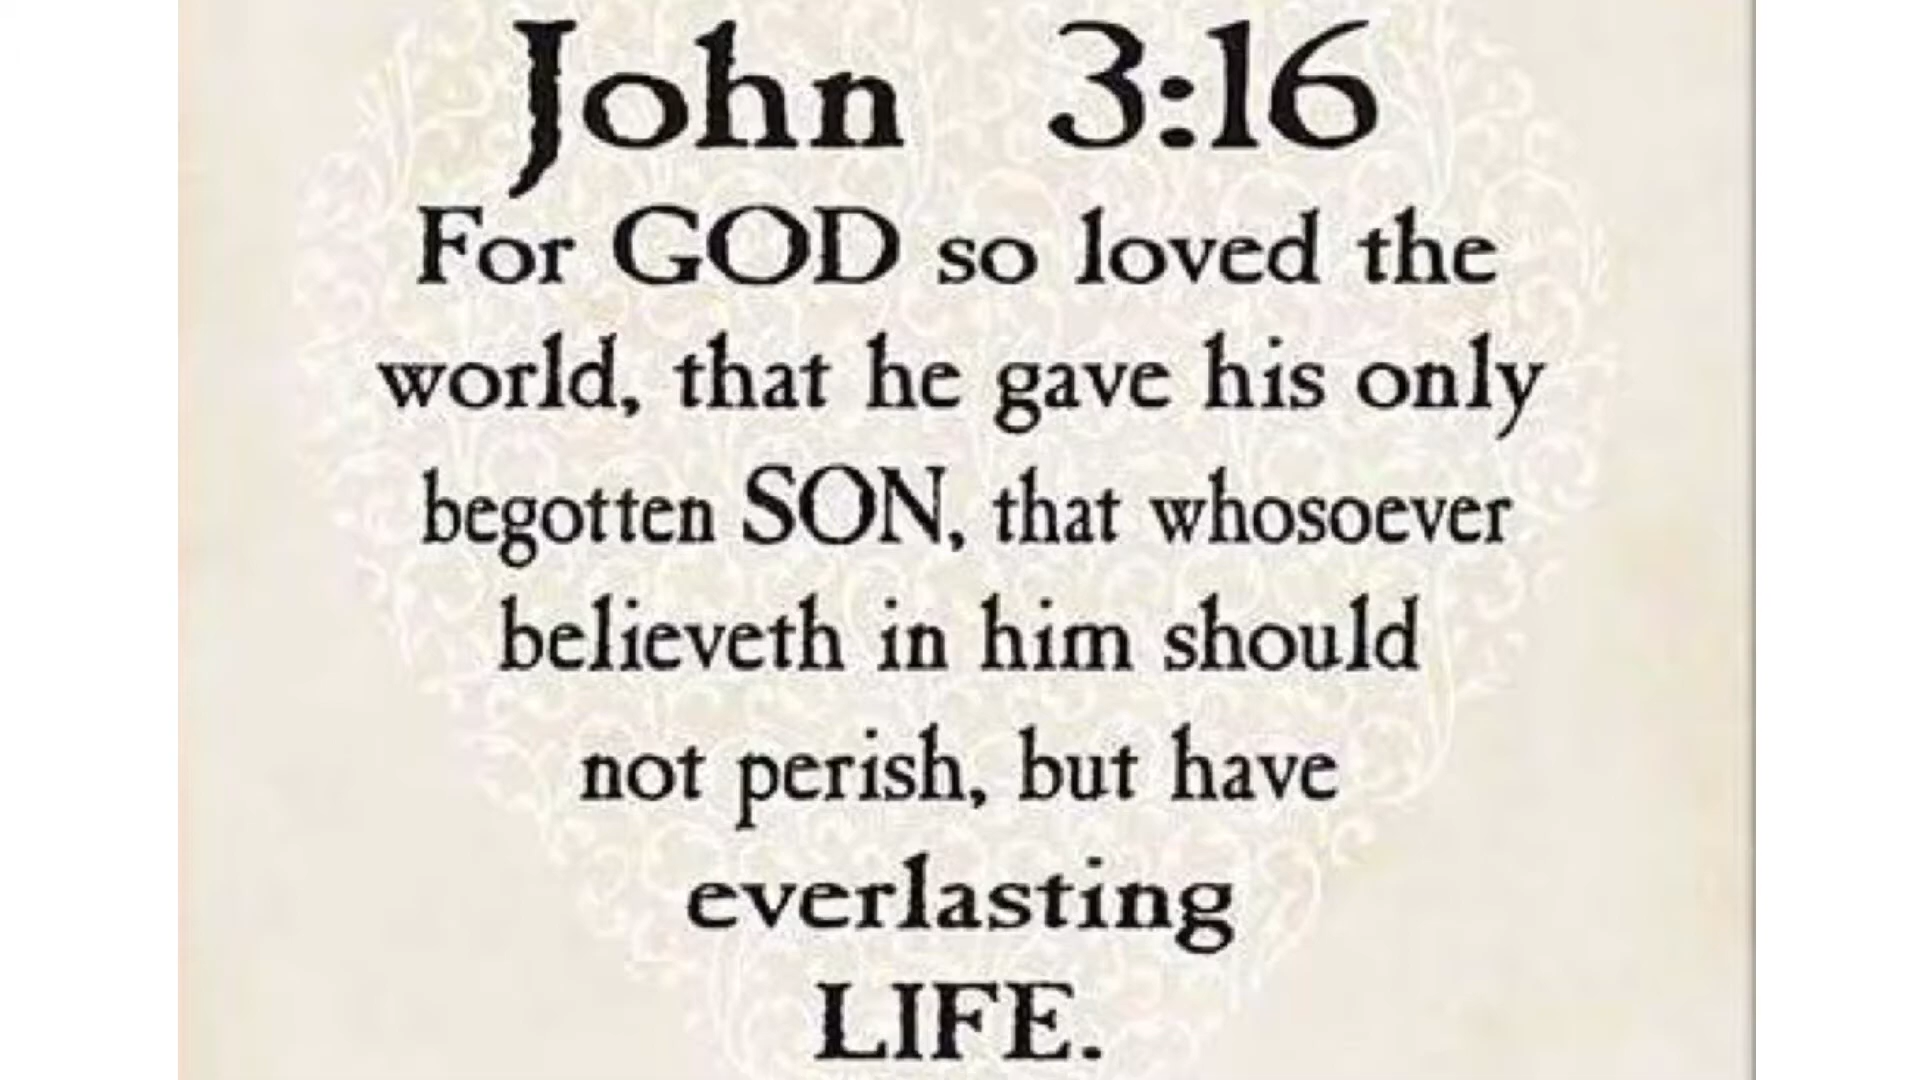 John 3:16
For GOD so loved the
world, that he gave his only
begotten SON, that whosoever
believeth in him should
not perish, but have
everlasting
LIFE.